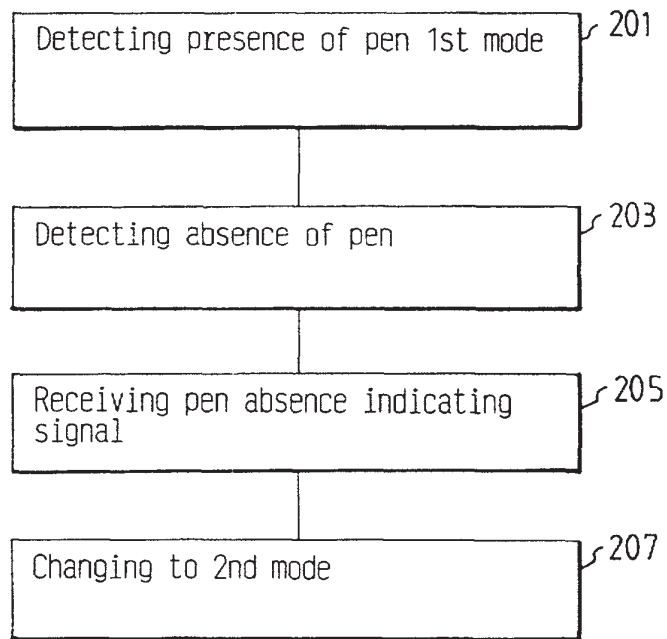 Detecting presence of pen 1st mode
201
Detecting absence of pen
203
Receiving pen absence indicating
signal
205
Changing to 2nd mode
207